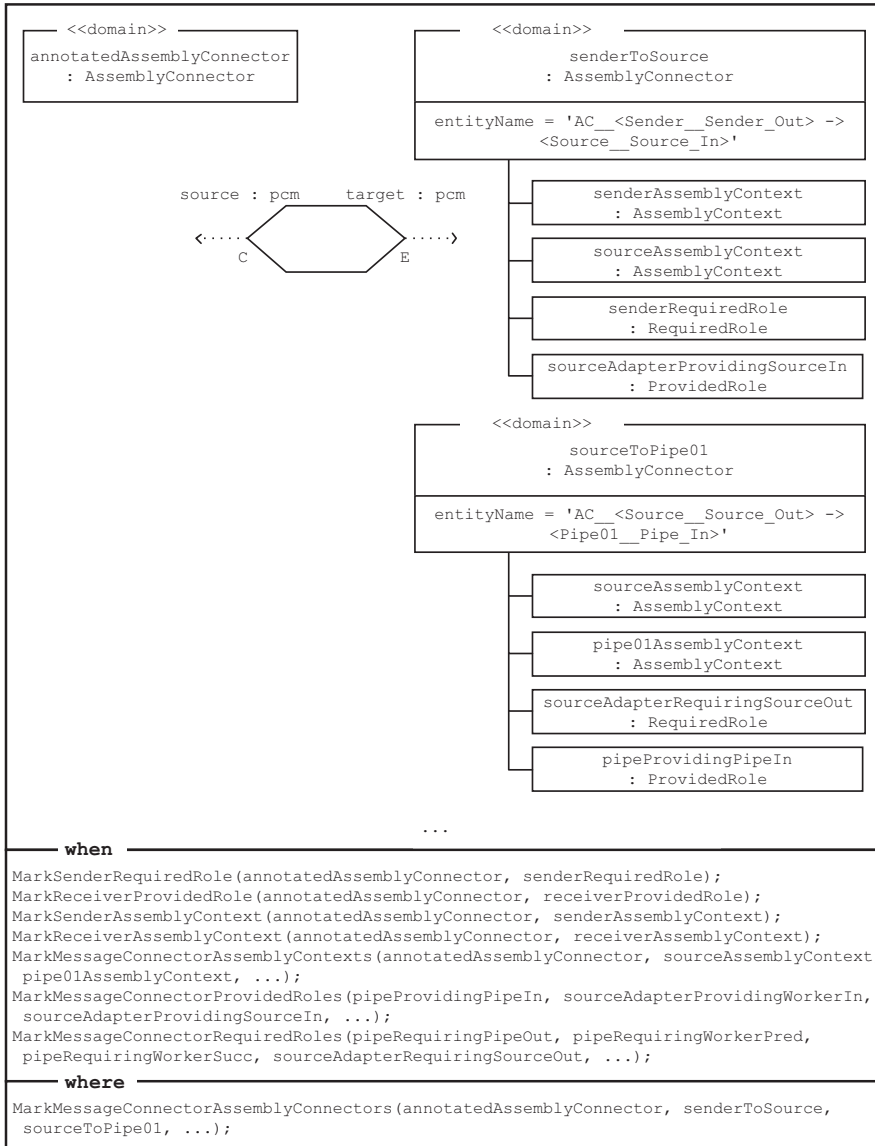 <<domain>>
annotatedAssemblyConnector
: AssemblyConnector
<<domain>>
senderToSource
: AssemblyConnector
entityName = 'AC__<Sender__Sender_Out> ->
<Source__Source_In>'
senderAssemblyContext
: AssemblyContext
sourceAssemblyContext
: AssemblyContext
senderRequiredRole
: RequiredRole
sourceAdapterProvidingSourceIn
: ProvidedRole
source : pcm
target : pcm
C
E
<<domain>>
sourceToPipe01
: AssemblyConnector
entityName = 'AC__<Source__Source_Out> ->
<Pipe01__Pipe_In>'
sourceAssemblyContext
: AssemblyContext
pipe01AssemblyContext
: AssemblyContext
sourceAdapterRequiringSourceOut
: RequiredRole
pipeProvidingPipeIn
: ProvidedRole
...
when
MarkSenderRequiredRole(annotatedAssemblyConnector, senderRequiredRole);
MarkReceiverProvidedRole(annotatedAssemblyConnector, receiverProvidedRole);
MarkSenderAssemblyContext(annotatedAssemblyConnector, senderAssemblyContext);
MarkReceiverAssemblyContext(annotatedAssemblyConnector, receiverAssemblyContext);
MarkMessageConnectorAssemblyContexts(annotatedAssemblyConnector, sourceAssemblyContext
pipe01AssemblyContext, ...);
MarkMessageConnectorProvidedRoles(pipeProvidingPipeIn, sourceAdapterProvidingWorkerIn,
sourceAdapterProvidingSourceIn, ...);
MarkMessageConnectorRequiredRoles(pipeRequiringPipeOut, pipeRequiringWorkerPred,
pipeRequiringWorkerSucc, sourceAdapterRequiringSourceOut, ...);
where
MarkMessageConnectorAssemblyConnectors(annotatedAssemblyConnector, senderToSource,
sourceToPipe01, ...);